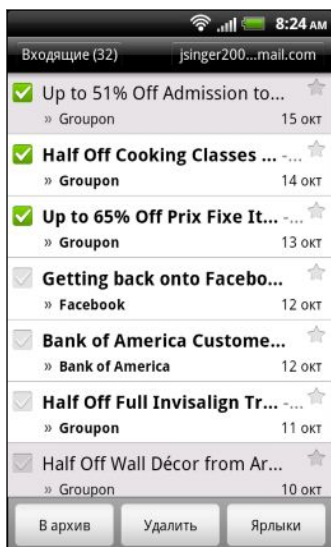 8:24 AM
Входящие (32) jsinger200...mail.com
Up to 51% Off Admission to...
» Groupon 15 окт
Half Off Cooking Classes ... -...
» Groupon 14 окт
Up to 65% Off Prix Fixe It... -...
» Groupon 13 окт
Getting back onto Facebo...
» Facebook 12 окт
Bank of America Custome...
» Bank of America 12 окт
Half Off Full Invisalign Tr... -...
» Groupon 11 окт
Half Off Wall Décor from Ar...
» Groupon 10 окт
В архив Удалить Ярлыки